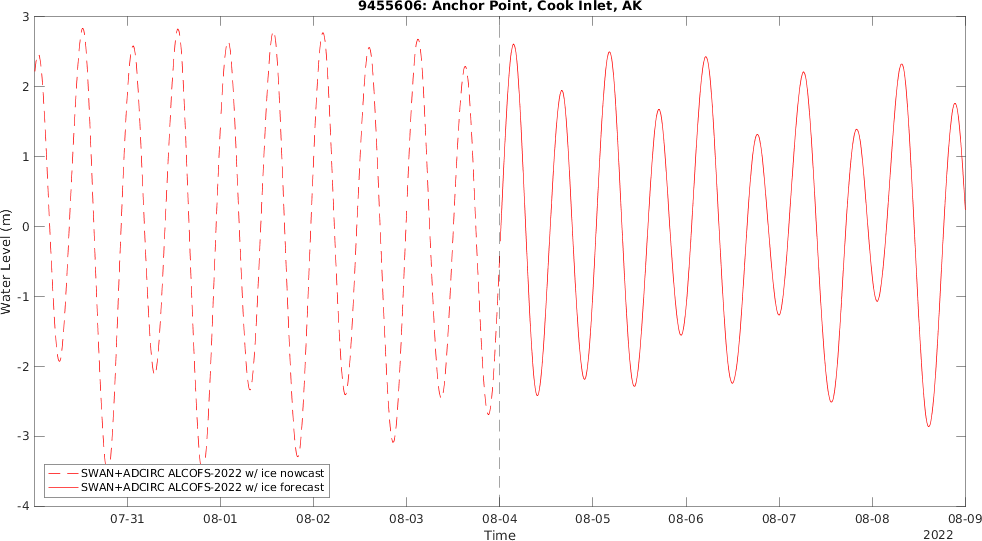 9455606: Anchor Point, Cook Inlet, AK
3
2
1
0
-1
-2
-3
-4
Water Level (m)
SWAN+ADCIRC ALCOFS-2022 w/ ice nowcast
SWAN+ADCIRC ALCOFS-2022 w/ ice forecast
07-31 08-01 08-02 08-03 08-04 08-05 08-06 08-07 08-08 08-09
Time
2022